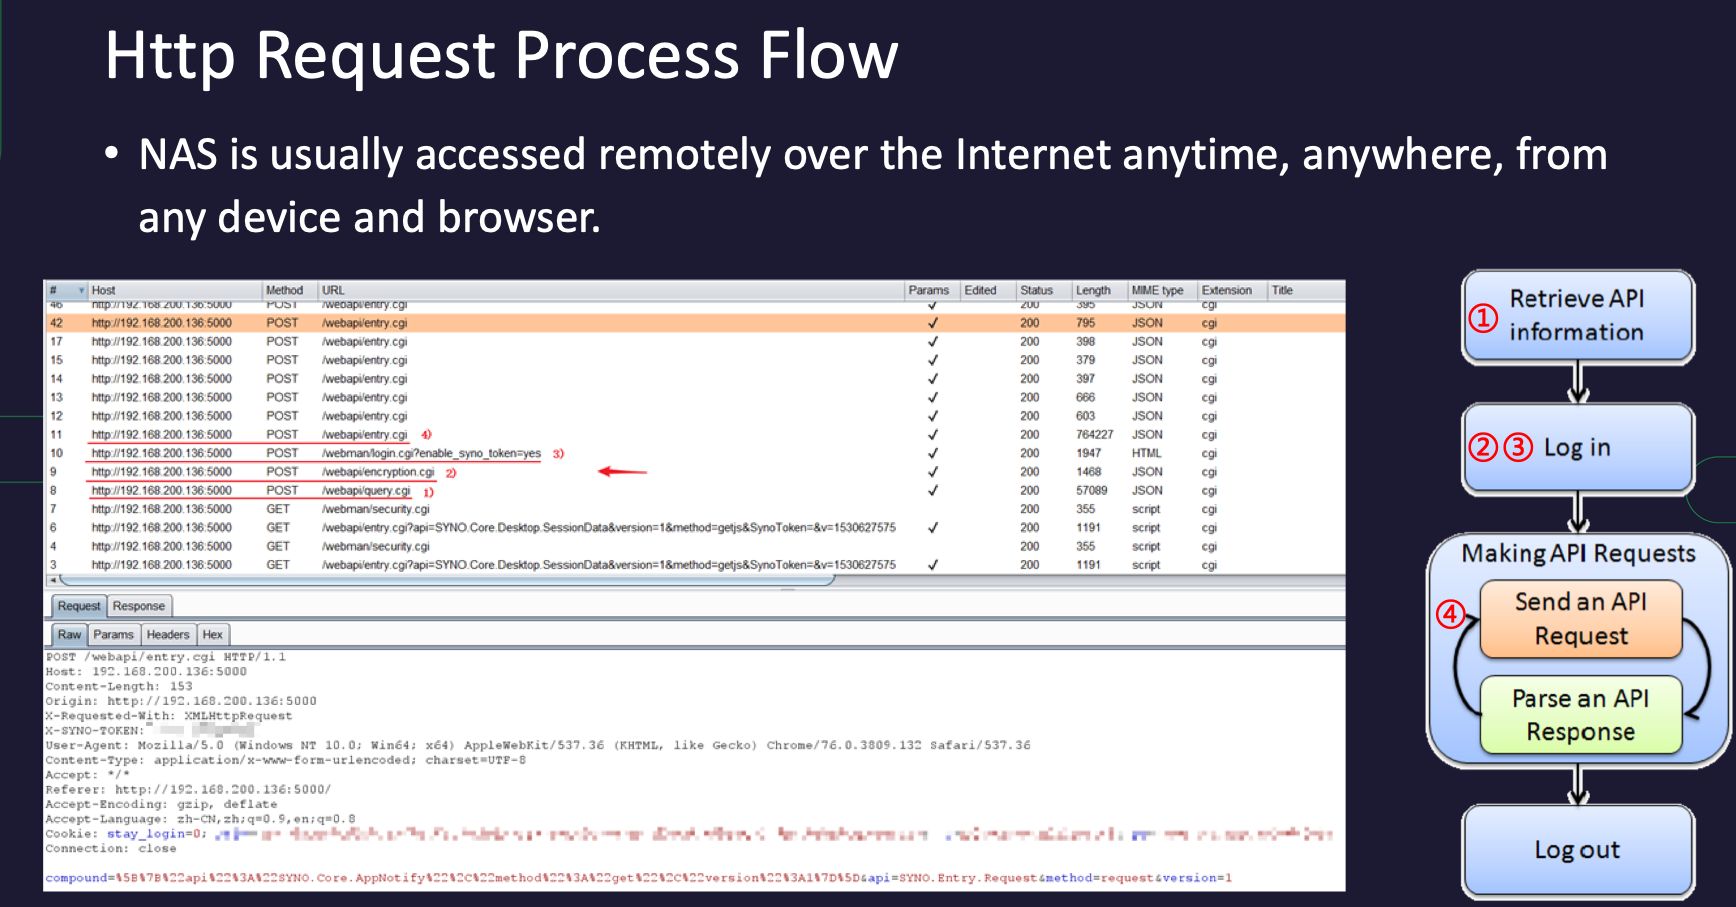 Http Request Process Flow
• NAS is usually accessed remotely over the Internet anytime, anywhere, from
any device and browser.
# Host Method URL Params Edited Status Length MIME type Extension Title
46 http://192.168.200.136:5000 POST /webapi/entry.cgi ✓ 200 395 JSON cgi
42 http://192.168.200.136:5000 POST /webapi/entry.cgi ✓ 200 795 JSON cgi
17 http://192.168.200.136:5000 POST /webapi/entry.cgi ✓ 200 398 JSON cgi
15 http://192.168.200.136:5000 POST /webapi/entry.cgi ✓ 200 379 JSON cgi
14 http://192.168.200.136:5000 POST /webapi/entry.cgi ✓ 200 397 JSON cgi
13 http://192.168.200.136:5000 POST /webapi/entry.cgi ✓ 200 666 JSON cgi
12 http://192.168.200.136:5000 POST /webapi/entry.cgi ✓ 200 603 JSON cgi
11 http://192.168.200.136:5000 POST /webapi/entry.cgi 4) ✓ 200 764227 JSON cgi
10 http://192.168.200.136:5000 POST /webman/login.cgi?enable_syno_token=yes 3) ✓ 200 1947 HTML cgi
9 http://192.168.200.136:5000 POST /webapi/encryption.cgi 2) ✓ 200 1468 JSON cgi
8 http://192.168.200.136:5000 POST /webapi/query.cgi 1) ✓ 200 57089 JSON cgi
7 http://192.168.200.136:5000 GET /webman/security.cgi 200 355 script cgi
6 http://192.168.200.136:5000 GET /webapi/entry.cgi?api=SYNO.Core.Desktop.SessionData&version=1&method=getjs&SynoToken=&v=1530627575 ✓ 200 1191 script cgi
4 http://192.168.200.136:5000 GET /webman/security.cgi 200 355 script cgi
3 http://192.168.200.136:5000 GET /webapi/entry.cgi?api=SYNO.Core.Desktop.SessionData&version=1&method=getjs&SynoToken=&v=1530627575 ✓ 200 1191 script cgi
Request Response
Raw Params Headers Hex
POST /webapi/entry.cgi HTTP/1.1
Host: 192.168.200.136:5000
Content-Length: 153
Origin: http://192.168.200.136:5000
X-Requested-With: XMLHttpRequest
X-SYNO-TOKEN:
User-Agent: Mozilla/5.0 (Windows NT 10.0; Win64; x64) AppleWebKit/537.36 (KHTML, like Gecko) Chrome/76.0.3809.132 Safari/537.36
Content-Type: application/x-www-form-urlencoded; charset=UTF-8
Accept: */*
Referer: http://192.168.200.136:5000/
Accept-Encoding: gzip, deflate
Accept-Language: zh-CN,zh;q=0.9,en;q=0.8
Cookie: stay_login=0;
Connection: close
compound=%5B%7B%22api%22%3A%22SYNO.Core.AppNotify%22%2C%22method%22%3A%22get%22%2C%22version%22%3A1%7D%5D&api=SYNO.Entry.Request&method=request&version=1
① Retrieve API
information
②③ Log in
Making API Requests
④ Send an API
Request
Parse an API
Response
Log out